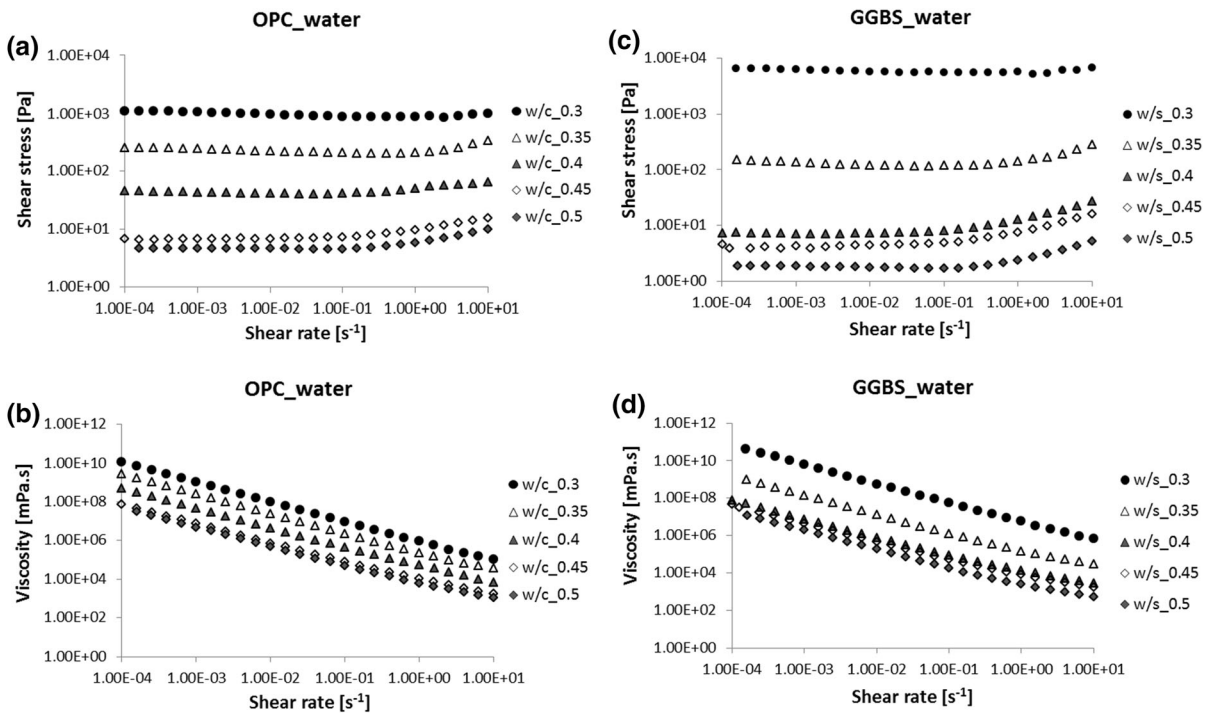 OPC_water
(a)
1.00E+04
1.00E+03
1.00E+02
1.00E+01
1.00E+00
Shear stress [Pa]
1.00E-04 1.00E-03 1.00E-02 1.00E-01 1.00E+00 1.00E+01
Shear rate [s-1]
w/c_0.3
w/c_0.35
w/c_0.4
w/c_0.45
w/c_0.5
OPC_water
(b)
1.00E+12
1.00E+10
1.00E+08
1.00E+06
1.00E+04
1.00E+02
1.00E+00
Viscosity [mPa.s]
1.00E-04 1.00E-03 1.00E-02 1.00E-01 1.00E+00 1.00E+01
Shear rate [s-1]
w/c_0.3
w/c_0.35
w/c_0.4
w/c_0.45
w/c_0.5
GGBS_water
(c)
1.00E+04
1.00E+02
1.00E+01
1.00E+00
Shear stress [Pa]
1.00E-04 1.00E-03 1.00E-02 1.00E-01 1.00E+00 1.00E+01
Shear rate [s-1]
w/s_0.3
w/s_0.35
w/s_0.4
w/s_0.45
w/s_0.5
GGBS_water
(d)
1.00E+12
1.00E+10
1.00E+08
1.00E+06
1.00E+04
1.00E+02
1.00E+00
Viscosity [mPa.s]
1.00E-04 1.00E-03 1.00E-02 1.00E-01 1.00E+00 1.00E+01
Shear rate [s-1]
w/s_0.3
w/s_0.35
w/s_0.4
w/s_0.45
w/s_0.5